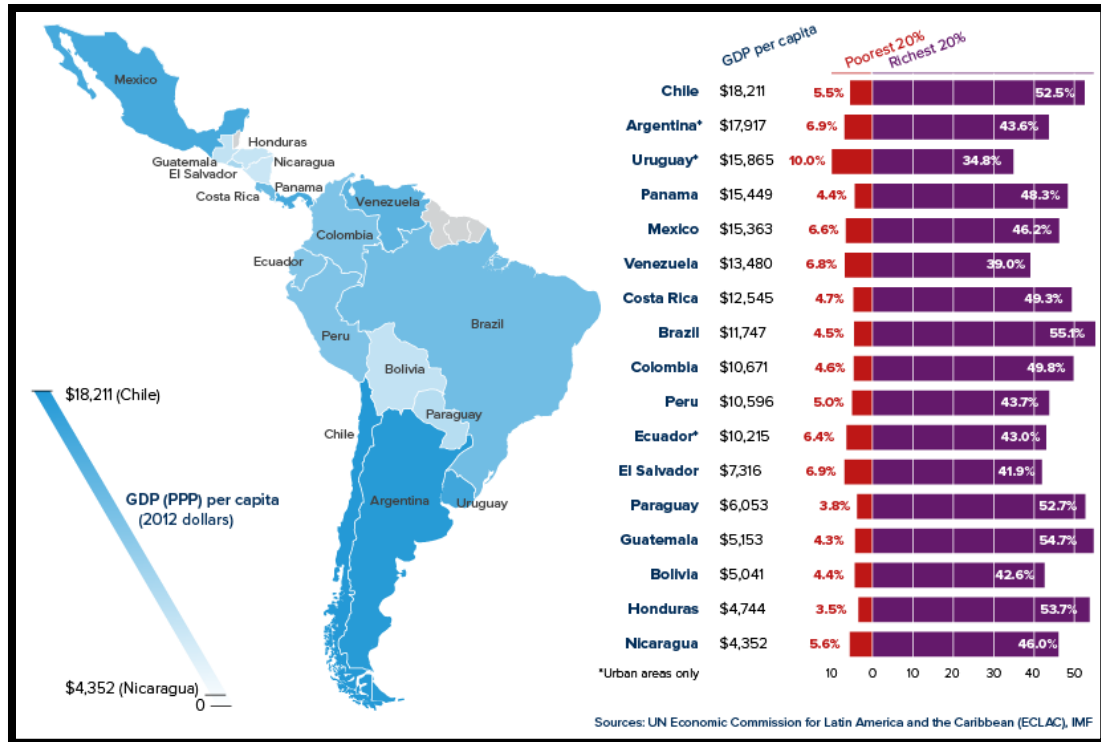 Mexico
Honduras
Guatemala
Nicaragua
El Salvador
Panama
Costa Rica
Venezuela
Colombia
Ecuador
Brazil
Peru
Bolivia
Paraguay
Chile
Argentina
Uruguay
$18,211 (Chile)
GDP (PPP) per capita
(2012 dollars)
$4,352 (Nicaragua)
0
GDP per capita Poorest 20% Richest 20%
Chile $18,211 5.5% 52.5%
Argentina* $17,917 6.9% 43.6%
Uruguay* $15,865 10.0% 34.8%
Panama $15,449 4.4% 48.3%
Mexico $15,363 6.6% 46.2%
Venezuela $13,480 6.8% 39.0%
Costa Rica $12,545 4.7% 49.3%
Brazil $11,747 4.5% 55.1%
Colombia $10,671 4.6% 49.8%
Peru $10,596 5.0% 43.7%
Ecuador* $10,215 6.4% 43.0%
El Salvador $7,316 6.9% 41.9%
Paraguay $6,053 3.8% 52.7%
Guatemala $5,153 4.3% 54.7%
Bolivia $5,041 4.4% 42.6%
Honduras $4,744 3.5% 53.7%
Nicaragua $4,352 5.6% 46.0%
*Urban areas only 10 0 10 20 30 40 50
Sources: UN Economic Commission for Latin America and the Caribbean (ECLAC), IMF